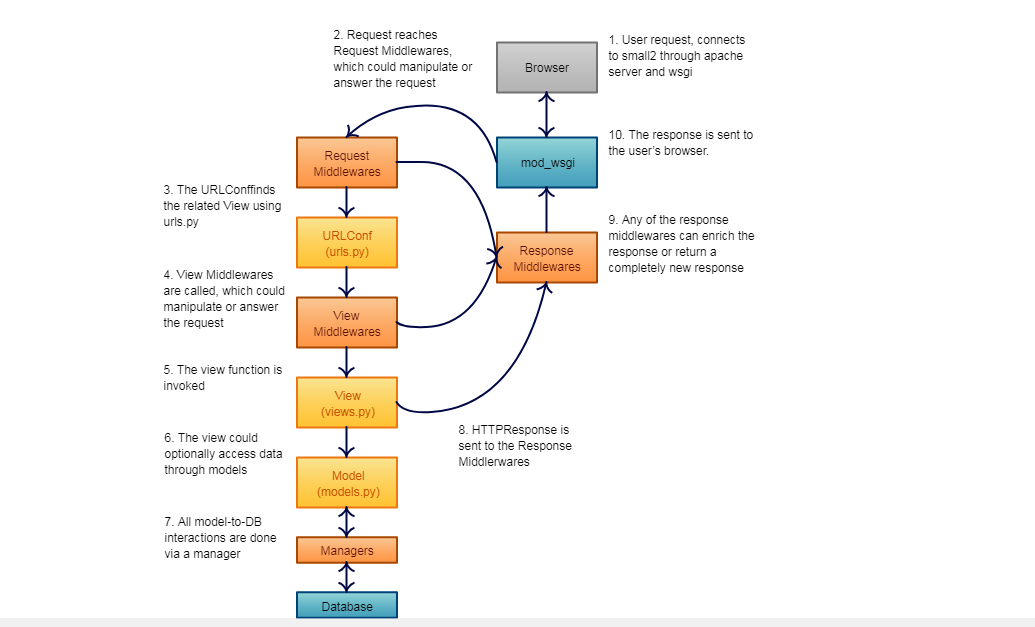 2. Request reaches
Request Middlewares,
which could manipulate or
answer the request
Browser
1. User request, connects
to small2 through apache
server and wsgi
Request
Middlewares
mod_wsgi
10. The response is sent to
the user's browser.
3. The URLConffinds
the related View using
urls.py
URLConf
(urls.py)
Response
Middlewares
9. Any of the response
middlewares can enrich the
response or return a
completely new response
4. View Middlewares
are called, which could
manipulate or answer
the request
View
Middlewares
5. The view function is
invoked
View
(views.py)
8. HTTPResponse is
sent to the Response
Middlerwares
6. The view could
optionally access data
through models
Model
(models.py)
7. All model-to-DB
interactions are done
via a manager
Managers
Database